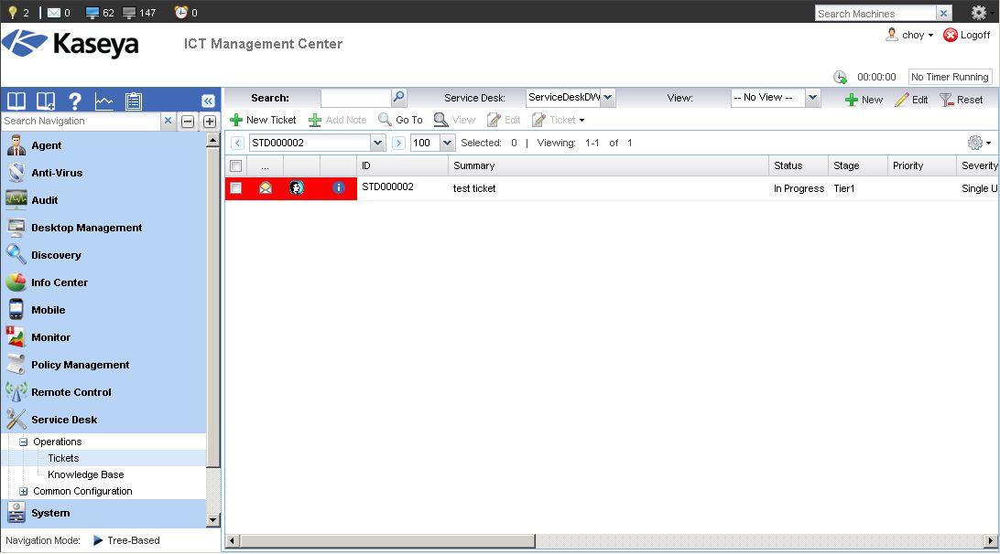 2 0 62 147 0 Search Machines
Kaseya ICT Management Center choy Logoff
00:00:00 No Timer Running
Search: Service Desk: ServiceDeskDW View: -- No View -- New Edit Reset
Search Navigation
New Ticket Add Note Go To View Edit Ticket
STD000002 100 Selected: 0 | Viewing: 1-1 of 1
ID Summary Status Stage Priority Severity
STD000002 test ticket In Progress Tier1 Single U
Agent
Anti-Virus
Audit
Desktop Management
Discovery
Info Center
Mobile
Monitor
Policy Management
Remote Control
Service Desk
Operations
Tickets
Knowledge Base
Common Configuration
System
Navigation Mode: Tree-Based